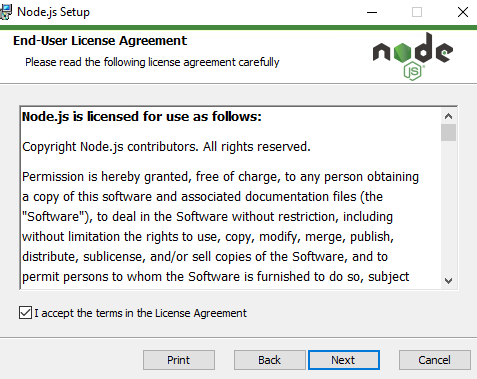 Node.js Setup
End-User License Agreement
Please read the following license agreement carefully
node
JS
Node.js is licensed for use as follows:
Copyright Node.js contributors. All rights reserved.
Permission is hereby granted, free of charge, to any person obtaining
a copy of this software and associated documentation files (the
"Software"), to deal in the Software without restriction, including
without limitation the rights to use, copy, modify, merge, publish,
distribute, sublicense, and/or sell copies of the Software, and to
permit persons to whom the Software is furnished to do so, subject
I accept the terms in the License Agreement
Print
Back
Next
Cancel